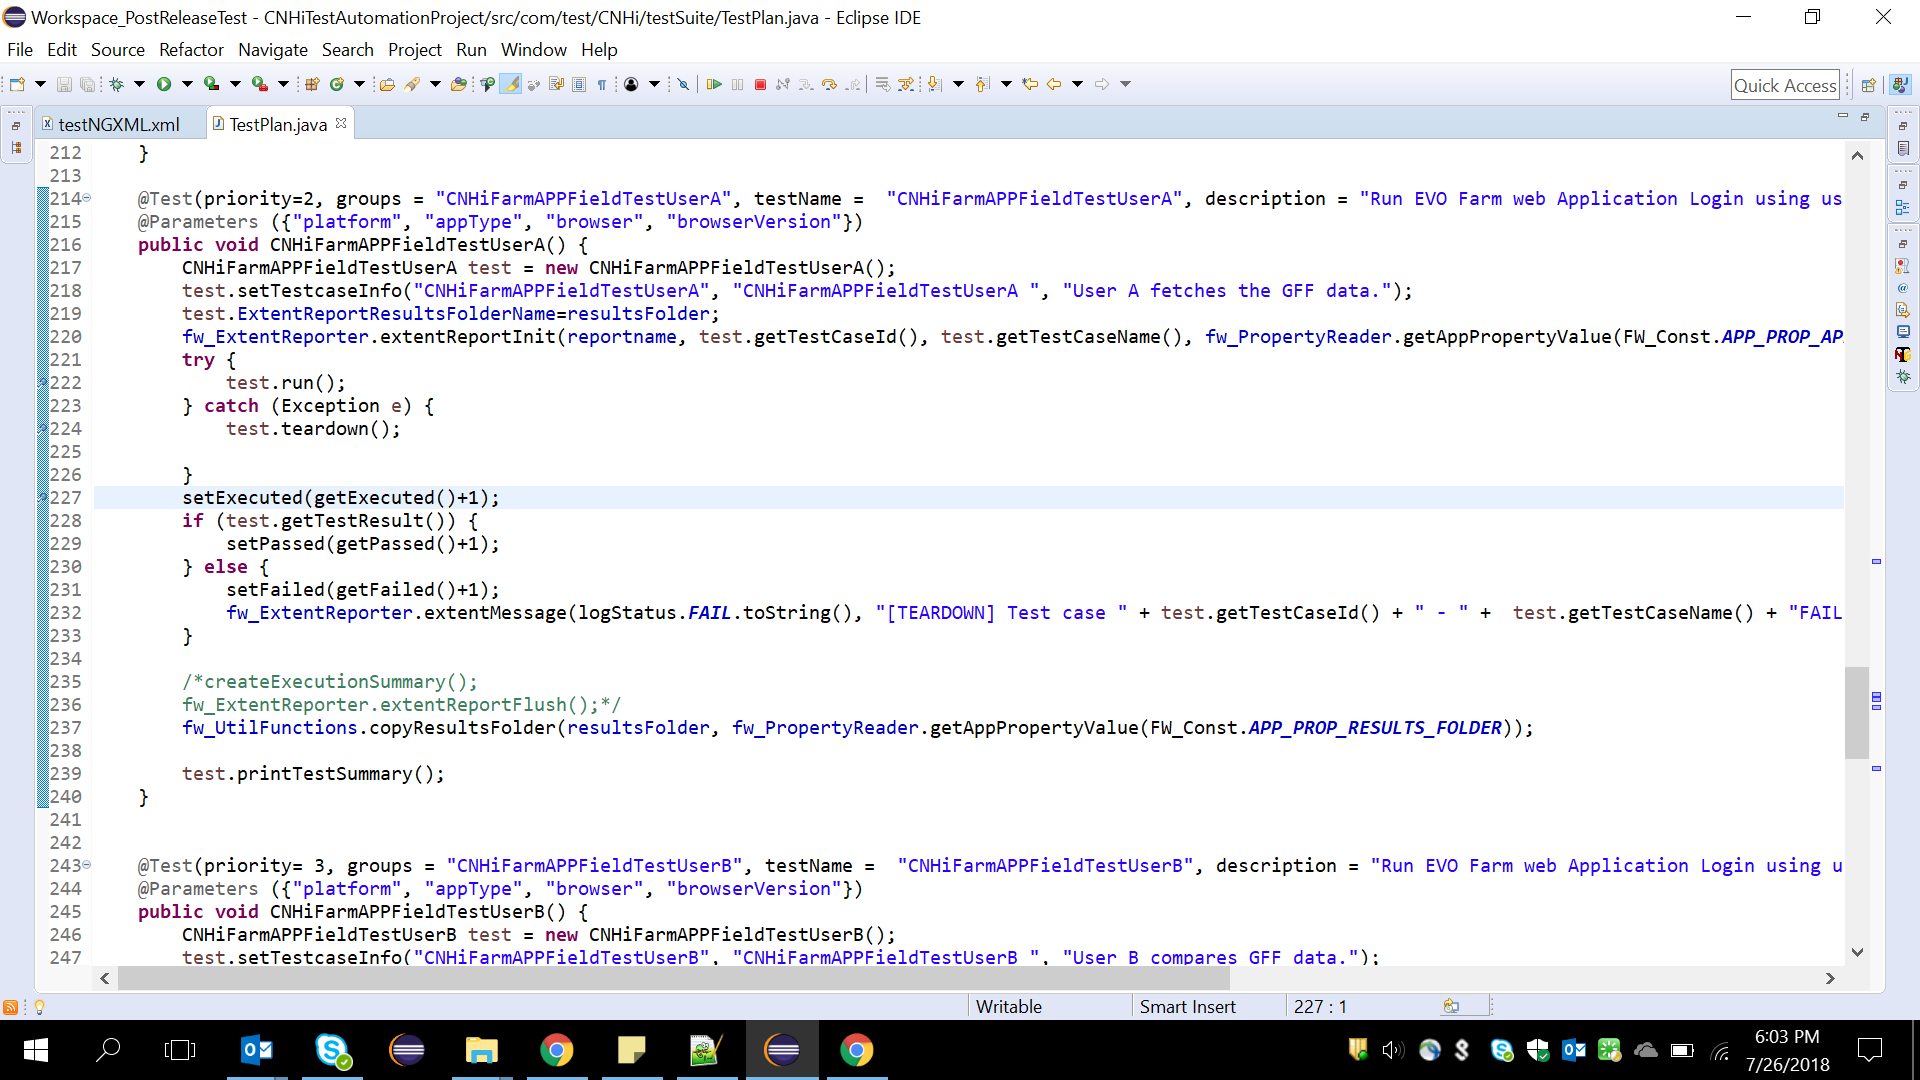 Workspace_PostReleaseTest - CNHiTestAutomationProject/src/com/test/CNHi/testSuite/TestPlan.java - Eclipse IDE
File Edit Source Refactor Navigate Search Project Run Window Help
Quick Access
testNGXML.xml TestPlan.java
212 }
213
214 @Test(priority=2, groups = "CNHiFarmAPPFieldTestUserA", testName = "CNHiFarmAPPFieldTestUserA", description = "Run EVO Farm web Application Login using us
215 @Parameters ({"platform", "appType", "browser", "browserVersion"})
216 public void CNHiFarmAPPFieldTestUserA() {
217 CNHiFarmAPPFieldTestUserA test = new CNHiFarmAPPFieldTestUserA();
218 test.setTestcaseInfo("CNHiFarmAPPFieldTestUserA", "CNHiFarmAPPFieldTestUserA ", "User A fetches the GFF data.");
219 test.ExtentReportResultsFolderName=resultsFolder;
220 fw_ExtentReporter.extentReportInit(reportname, test.getTestCaseId(), test.getTestCaseName(), fw_PropertyReader.getAppPropertyValue(FW_Const.APP_PROP_AP
221 try {
222 test.run();
223 } catch (Exception e) {
224 test.teardown();
225
226 }
227 setExecuted(getExecuted()+1);
228 if (test.getTestResult()) {
229 setPassed(getPassed()+1);
230 } else {
231 setFailed(getFailed()+1);
232 fw_ExtentReporter.extentMessage(logStatus.FAIL.toString(), "[TEARDOWN] Test case " + test.getTestCaseId() + " - " + test.getTestCaseName() + "FAIL
233 }
234
235 /*createExecutionSummary();
236 fw_ExtentReporter.extentReportFlush();*/
237 fw_UtilFunctions.copyResultsFolder(resultsFolder, fw_PropertyReader.getAppPropertyValue(FW_Const.APP_PROP_RESULTS_FOLDER));
238
239 test.printTestSummary();
240 }
241
242
243 @Test(priority= 3, groups = "CNHiFarmAPPFieldTestUserB", testName = "CNHiFarmAPPFieldTestUserB", description = "Run EVO Farm web Application Login using u
244 @Parameters ({"platform", "appType", "browser", "browserVersion"})
245 public void CNHiFarmAPPFieldTestUserB() {
246 CNHiFarmAPPFieldTestUserB test = new CNHiFarmAPPFieldTestUserB();
247 test.setTestcaseInfo("CNHiFarmAPPFieldTestUserB", "CNHiFarmAPPFieldTestUserB ", "User B compares GFF data.");
Writable Smart Insert 227 : 1
6:03 PM
7/26/2018